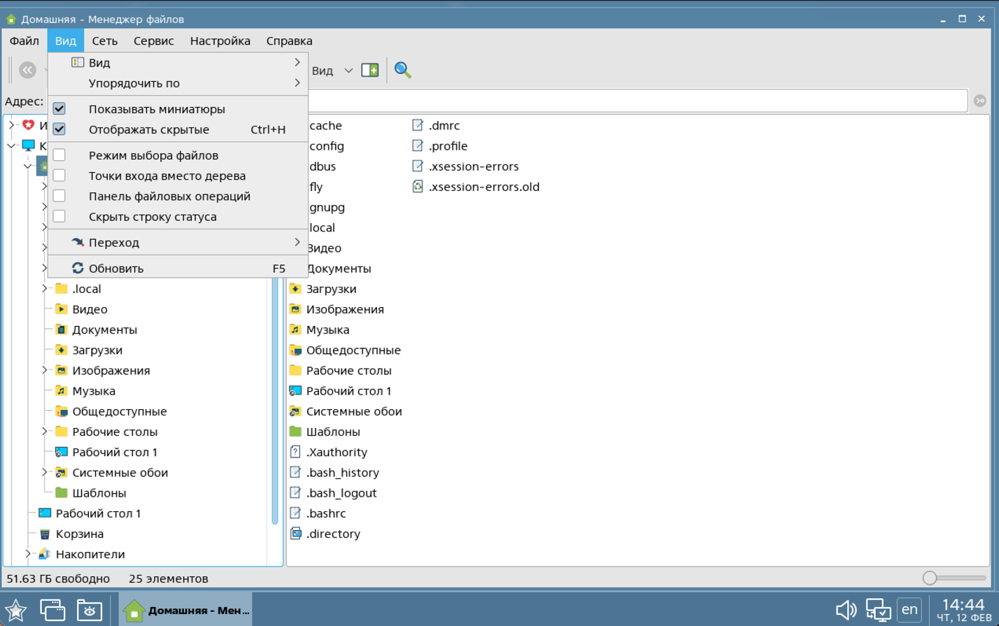 Домашняя - Менеджер файлов
Файл Вид Сеть Сервис Настройка Справка
Вид
Вид
Упорядочить по
Адрес:
Показывать миниатюры
Отображать скрытые Ctrl+H
Режим выбора файлов
Точки входа вместо дерева
Панель файловых операций
Скрыть строку статуса
Переход
Обновить F5
.local
Видео
Документы
Загрузки
Изображения
Музыка
Общедоступные
Рабочие столы
Рабочий стол 1
Системные обои
Шаблоны
Рабочий стол 1
Корзина
Накопители
cache
config
dbus
fly
gnupg
local
Видео
Документы
Загрузки
Изображения
Музыка
Общедоступные
Рабочие столы
Рабочий стол 1
Системные обои
Шаблоны
.Xauthority
.bash_history
.bash_logout
.bashrc
.directory
.dmrc
.profile
.xsession-errors
.xsession-errors.old
51.63 ГБ свободно 25 элементов
Домашняя - Мен...
en
14:44
ЧТ, 12 ФЕВ